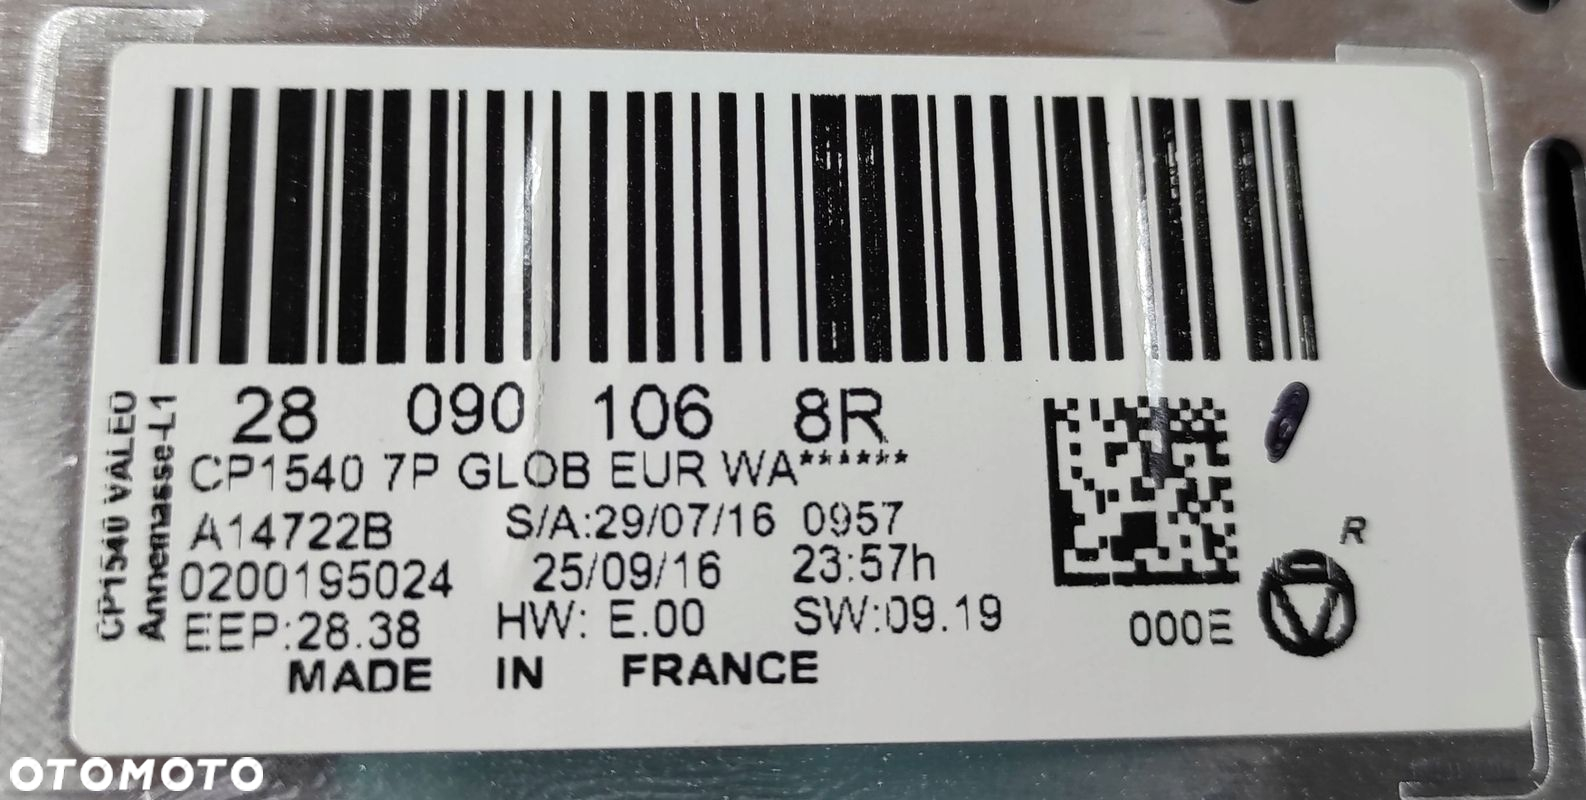 28 090 106 8R
CP1540 7P GLOB EUR WA******
A14722B S/A:29/07/16 0957
0200195024 25/09/16 23:57h
EEP:28.38 HW: E.00 SW:09.19
MADE IN FRANCE
CP1540 VALEO
Annemasse-L1
000E
R
OTOMOTO